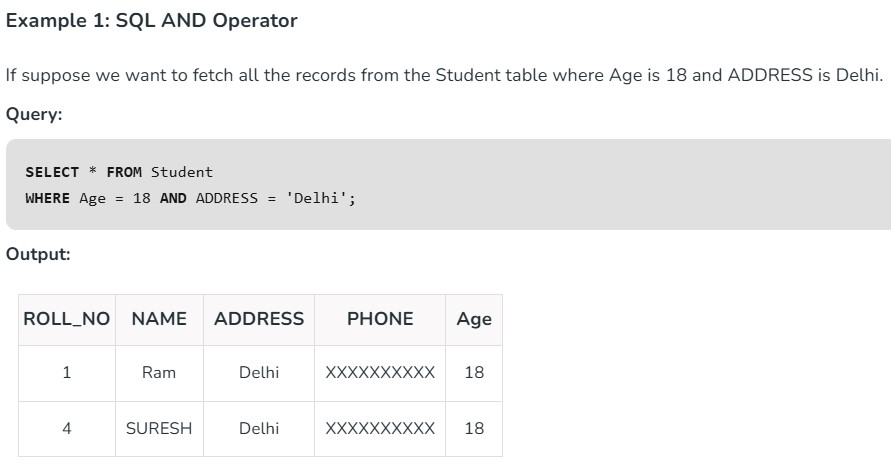 Example 1: SQL AND Operator
If suppose we want to fetch all the records from the Student table where Age is 18 and ADDRESS is Delhi.
Query:
SELECT * FROM Student
WHERE Age = 18 AND ADDRESS = 'Delhi';
Output:
ROLL_NO NAME ADDRESS PHONE Age
1 Ram Delhi XXXXXXXXXX 18
4 SURESH Delhi XXXXXXXXXX 18